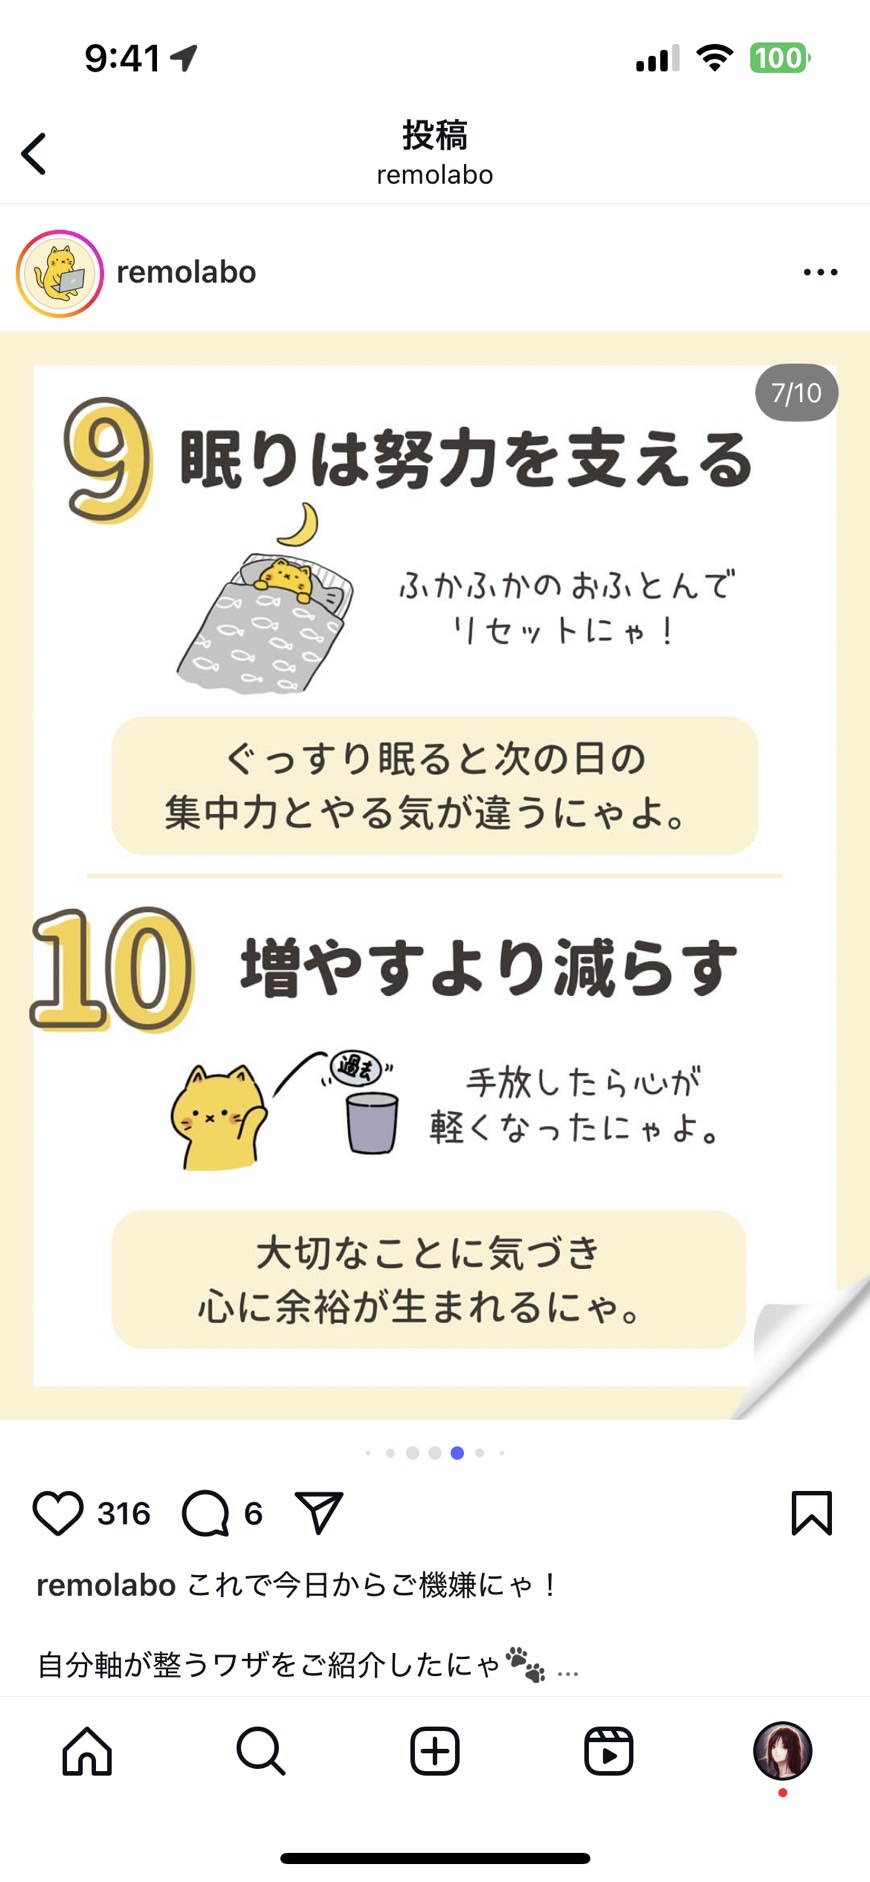 9:41
100
投稿
remolabo
remolabo
7/10
9 眠りは努力を支える
ふかふかのおふとんで
リセットにゃ！
ぐっすり眠ると次の日の
集中力とやる気が違うにゃよ。
10 増やすより減らす
過去
手放したら心が
軽くなったにゃよ。
大切なことに気づき
心に余裕が生まれるにゃ。
316 6
remolabo これで今日からご機嫌にゃ！
自分軸が整うワザをご紹介したにゃ🐾 ...